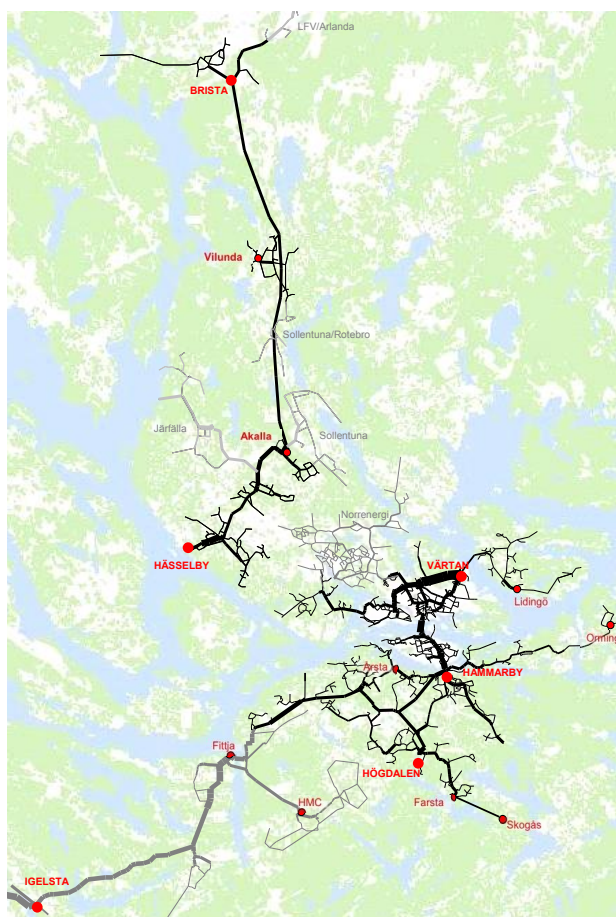 LFV/Arlanda
BRISTA
Vilunda
Sollentuna/Rotebro
Järfälla
Akalla
Sollentuna
Norrenergi
HÄSSELBY
VÄRTAN
Lidingö
Orming
Årsta
HAMMARBY
Fittja
HÖGDALEN
HMC
Farsta
Skogås
IGELSTA